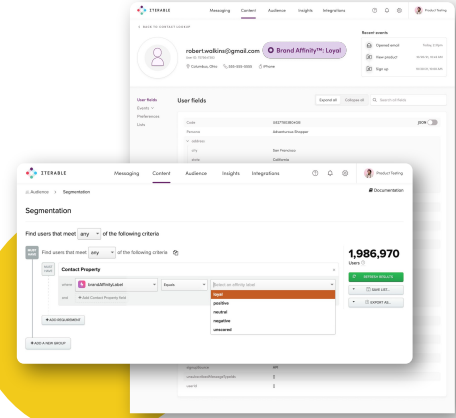 ITERABLE
Messaging Content Audience Insights Integrations
Product Testing
< BACK TO CONTACT LOOKUP
Recent events
robert.watkins@gmail.com
Brand Affinity™: Loyal
Opened email
New product
Sign up
Columbus, Ohio
iPhone
User fields
Events
Preferences
Lists
User fields
Expand all Collapse all Search all fields
JSON
Code
Persona Adventurous Shopper
address
city San Francisco
state California
ITERABLE
Messaging Content Audience Insights Integrations
Product Testing
Audience > Segmentation
Documentation
Segmentation
Find users that meet any of the following criteria
MUST HAVE
Find users that meet any of the following criteria
1,986,970
Users
MUST HAVE
Contact Property
REFRESH RESULTS
where brandAffinityLabel Equals Select an affinity label
SAVE LIST...
loyal
and + Add Contact Property field
EXPORT AS...
positive
neutral
+ ADD REQUIREMENT
negative
unscored
+ ADD A NEW GROUP
userId